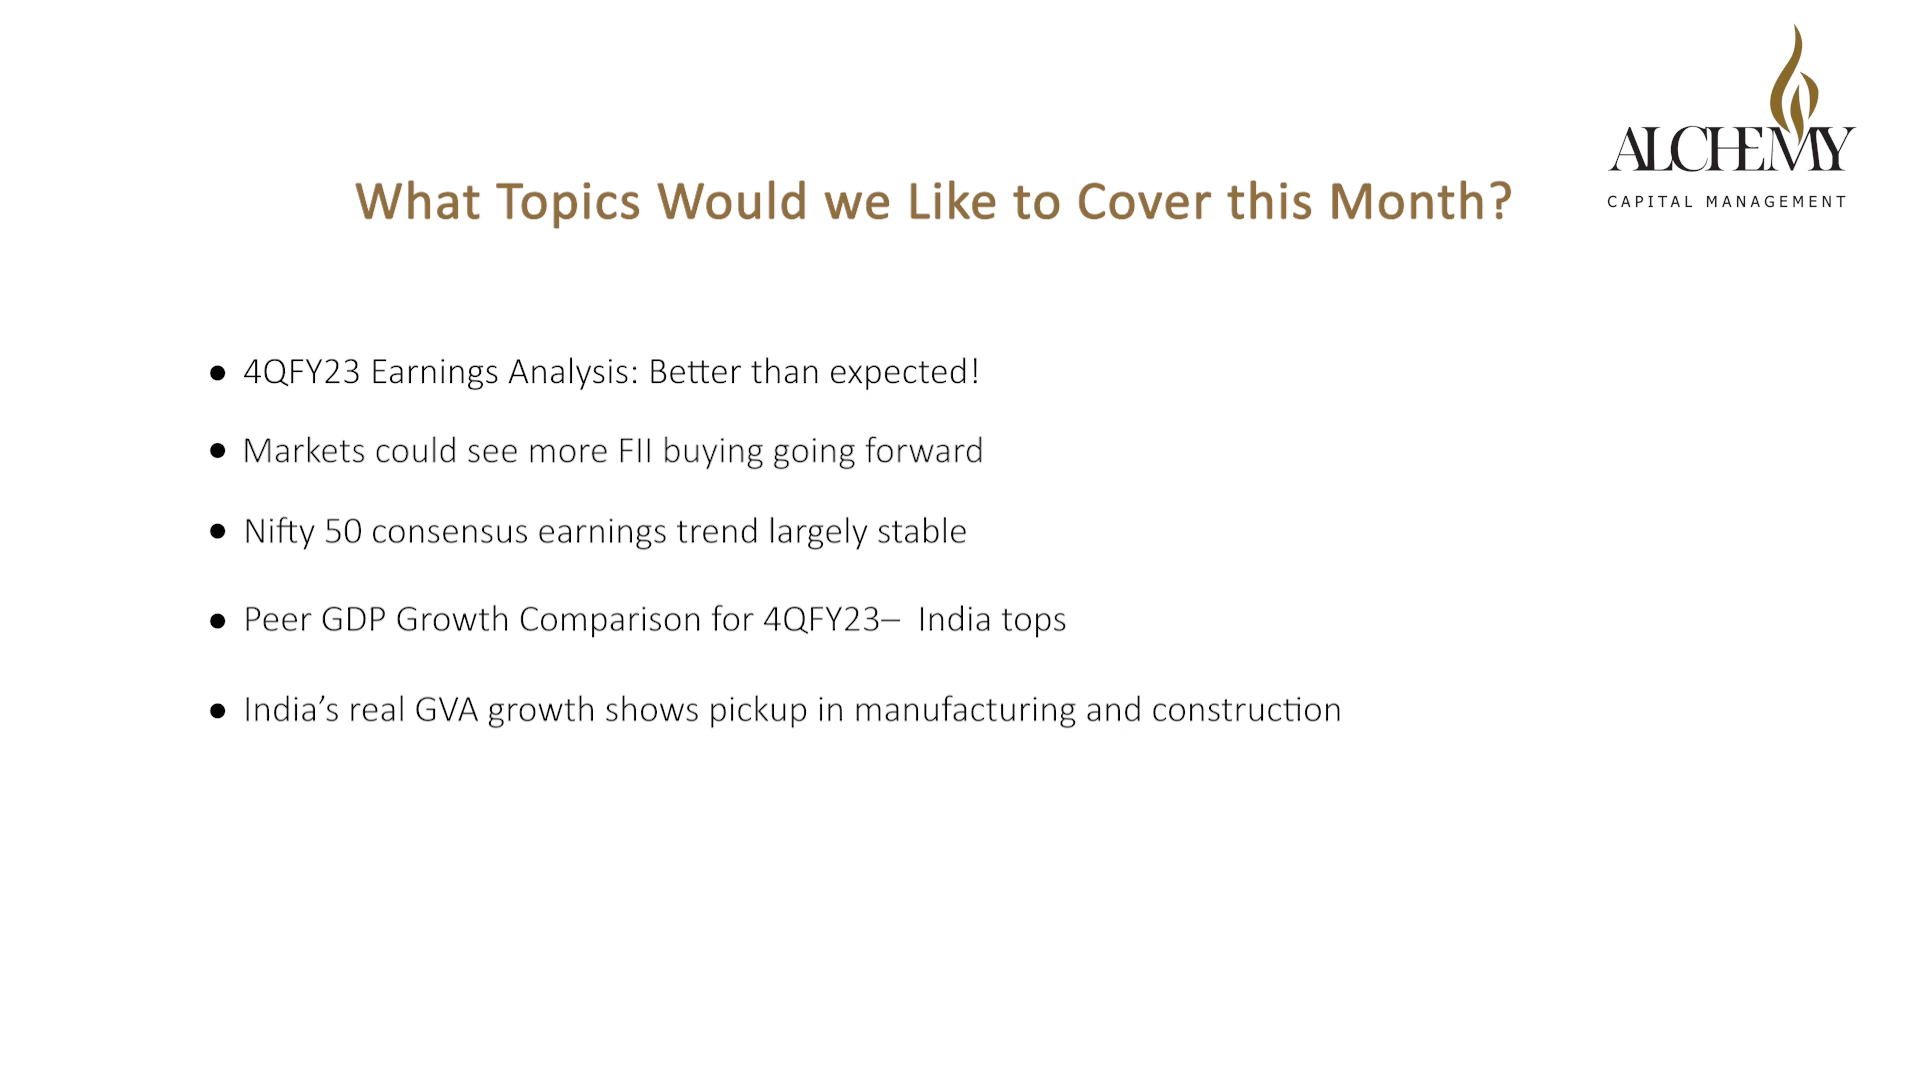 ALCHEMY
CAPITAL MANAGEMENT
What Topics Would we Like to Cover this Month?
● 4QFY23 Earnings Analysis: Better than expected!
● Markets could see more FII buying going forward
● Nifty 50 consensus earnings trend largely stable
● Peer GDP Growth Comparison for 4QFY23– India tops
● India’s real GVA growth shows pickup in manufacturing and construction